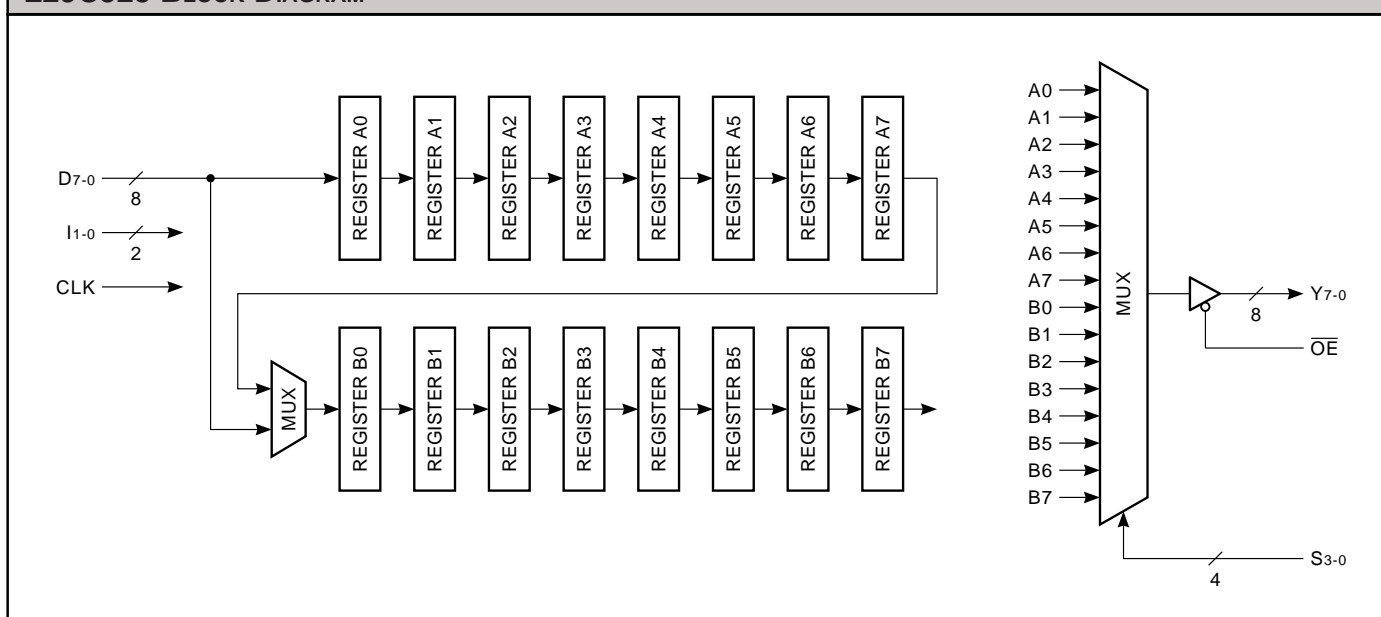 BLOCK DIAGRAM
D7-0
8
I1-0
2
CLK
REGISTER A0
REGISTER A1
REGISTER A2
REGISTER A3
REGISTER A4
REGISTER A5
REGISTER A6
REGISTER A7
MUX
REGISTER B0
REGISTER B1
REGISTER B2
REGISTER B3
REGISTER B4
REGISTER B5
REGISTER B6
REGISTER B7
A0
A1
A2
A3
A4
A5
A6
A7
B0
B1
B2
B3
B4
B5
B6
B7
MUX
8
Y7-0
OE
S3-0
4